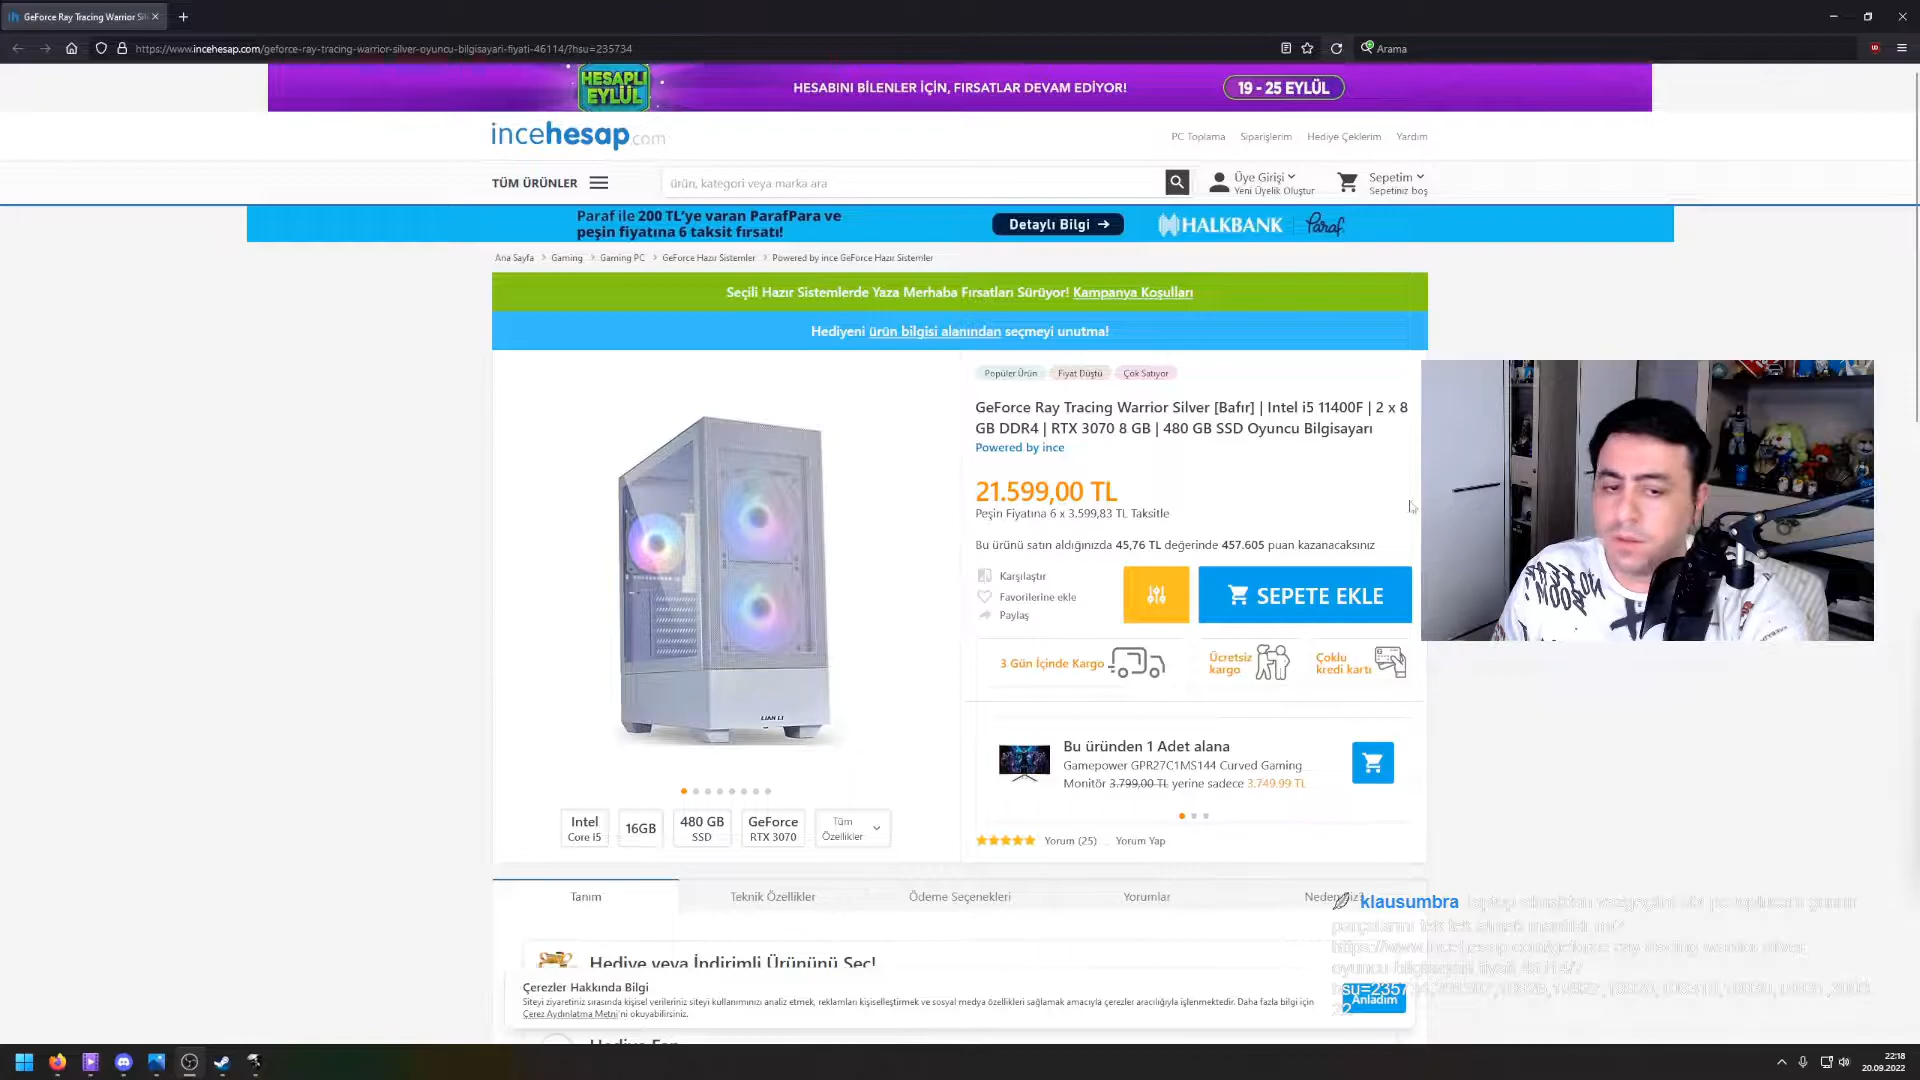 GeForce Ray Tracing Warrior Sil
https://www.incehesap.com/geforce-ray-tracing-warrior-silver-oyuncu-bilgisayari-fiyati-46114/?hsu=235734
Arama
HESAPLI
EYLÜL
HESABINI BİLENLER İÇİN, FIRSATLAR DEVAM EDİYOR!
19 - 25 EYLÜL
incehesap.com
PC Toplama Siparişlerim Hediye Çeklerim Yardım
TÜM ÜRÜNLER
ürün, kategori veya marka ara
Üye Girişi
Yeni Üyelik Oluştur
Sepetim
Sepetiniz boş
Paraf ile 200 TL'ye varan ParafPara ve
peşin fiyatına 6 taksit fırsatı!
Detaylı Bilgi →
HALKBANK
Paraf
Ana Sayfa > Gaming > Gaming PC > GeForce Hazır Sistemler > Powered by ince GeForce Hazır Sistemler
Seçili Hazır Sistemlerde Yaza Merhaba Fırsatları Sürüyor! Kampanya Koşulları
Hediyeni ürün bilgisi alanından seçmeyi unutma!
Popüler Ürün Fiyat Düştü Çok Satıyor
GeForce Ray Tracing Warrior Silver [Bafır] | Intel i5 11400F | 2 x 8
GB DDR4 | RTX 3070 8 GB | 480 GB SSD Oyuncu Bilgisayarı
Powered by ince
21.599,00 TL
Peşin Fiyatına 6 x 3.599,83 TL Taksitle
Bu ürünü satın aldığınızda 45,76 TL değerinde 457.605 puan kazanacaksınız
Karşılaştır
Favorilerine ekle
Paylaş
SEPETE EKLE
3 Gün İçinde Kargo
Ücretsiz
kargo
Çoklu
kredi kartı
LIAN LI
Bu üründen 1 Adet alana
Gamepower GPR27C1MS144 Curved Gaming
Monitör 3.799,00 TL yerine sadece 3.749,99 TL
Intel
Core İ5
16GB
480 GB
SSD
GeForce
RTX 3070
Tüm
Özellikler
Yorum (25)
Yorum Yap
Tanım
Teknik Özellikler
Ödeme Seçenekleri
Yorumlar
Hediye veya İndirimli Ürününü Seç!
Çerezler Hakkında Bilgi
Siteyi ziyaretiniz sırasında kişisel verileriniz siteyi kullanımınızı analiz etmek, reklamları kişiselleştirmek ve sosyal medya özellikleri sağlamak amacıyla çerezler aracılığıyla işlenmektedir. Daha fazla bilgi için
Çerez Aydınlatma Metni'ni okuyabilirsiniz.
Anladım
klausumbra
22:18
20.09.2022